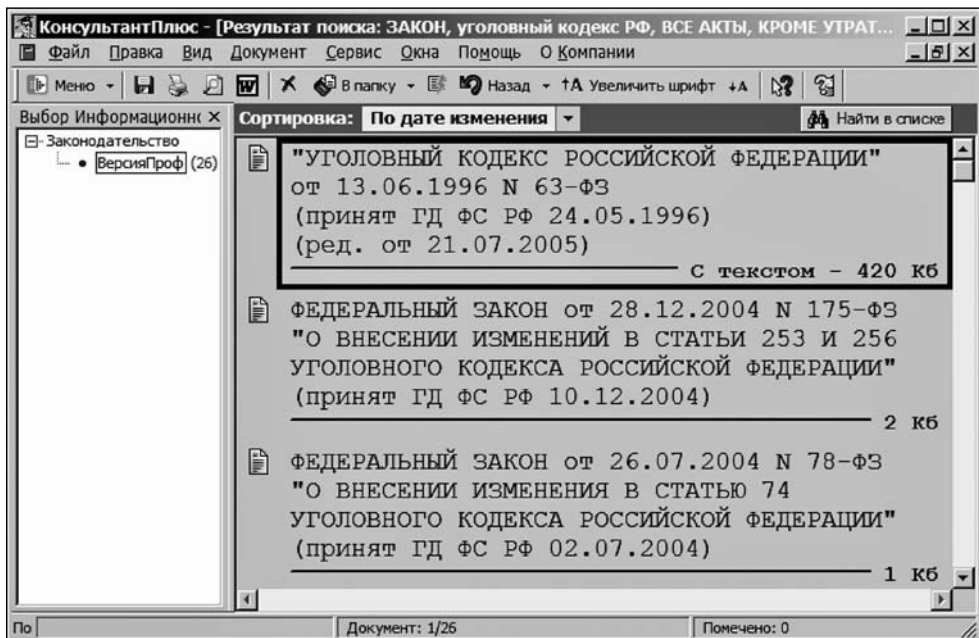 КонсультантПлюс - [Результат поиска: ЗАКОН, уголовный кодекс РФ, ВСЕ АКТЫ, КРОМЕ УТРАТ...
Файл Правка Вид Документ Сервис Окна Помощь О Компании
Меню В папку Назад Увеличить шрифт
Выбор Информационнс
Законодательство
ВерсияПроф (26)
Сортировка: По дате изменения Найти в списке
"УГОЛОВНЫЙ КОДЕКС РОССИЙСКОЙ ФЕДЕРАЦИИ"
от 13.06.1996 N 63-ФЗ
(принят ГД ФС РФ 24.05.1996)
(ред. от 21.07.2005)
С текстом - 420 Кб
ФЕДЕРАЛЬНЫЙ ЗАКОН от 28.12.2004 N 175-ФЗ
"О ВНЕСЕНИИ ИЗМЕНЕНИЙ В СТАТЬИ 253 И 256
УГОЛОВНОГО КОДЕКСА РОССИЙСКОЙ ФЕДЕРАЦИИ"
(принят ГД ФС РФ 10.12.2004)
2 Кб
ФЕДЕРАЛЬНЫЙ ЗАКОН от 26.07.2004 N 78-ФЗ
"О ВНЕСЕНИИ ИЗМЕНЕНИЯ В СТАТЬЮ 74
УГОЛОВНОГО КОДЕКСА РОССИЙСКОЙ ФЕДЕРАЦИИ"
(принят ГД ФС РФ 02.07.2004)
1 Кб
По Документ: 1/26 Помечено: 0